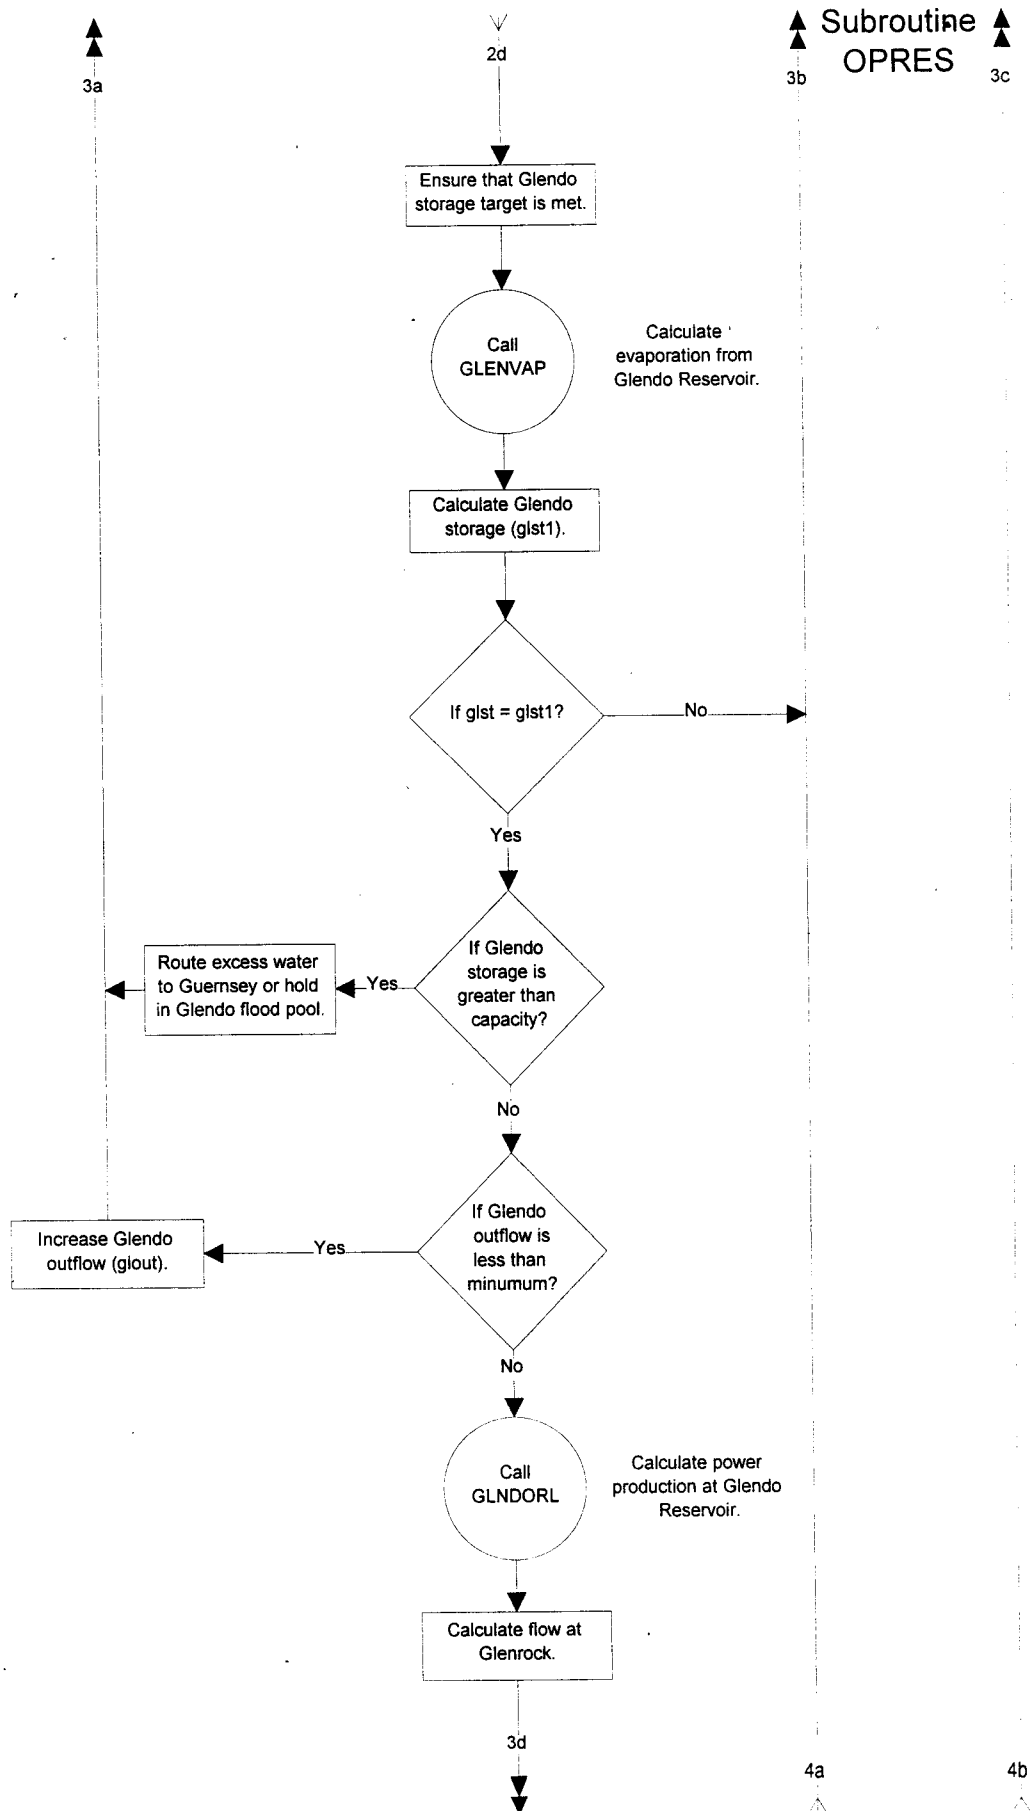 Subroutine
OPRES
3a
2d
3b
3c
Ensure that Glendo
storage target is met.
Call
GLENVAP
Calculate
evaporation from
Glendo Reservoir.
Calculate Glendo
storage (glst1).
If glst = glst1?
No
Yes
If Glendo
storage is
greater than
capacity?
Yes
Route excess water
to Guernsey or hold
in Glendo flood pool.
No
If Glendo
outflow is
less than
minumum?
Yes
Increase Glendo
outflow (glout).
No
Call
GLNDORL
Calculate power
production at Glendo
Reservoir.
Calculate flow at
Glenrock.
3d
4a
4b